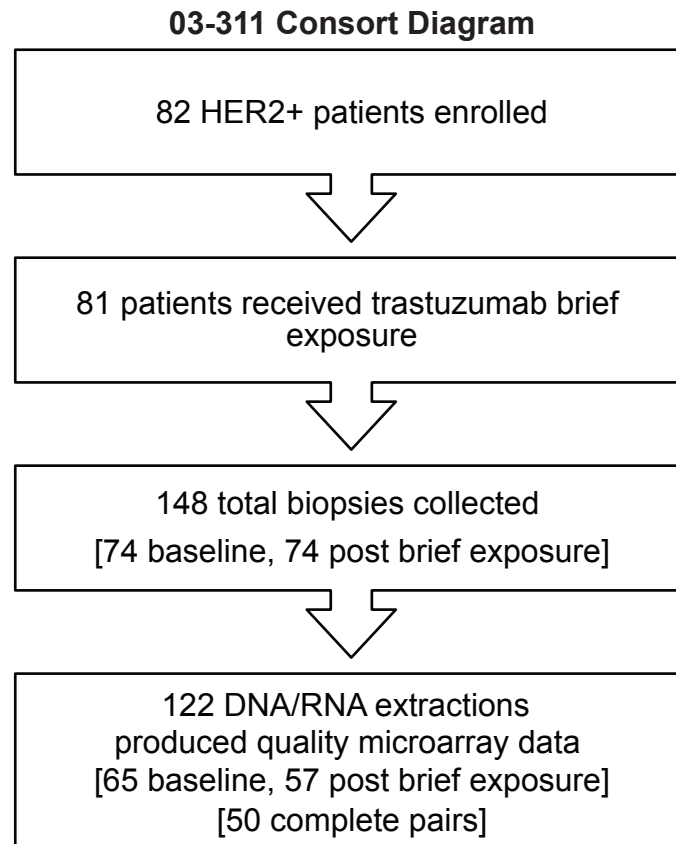 03-311 Consort Diagram
82 HER2+ patients enrolled
81 patients received trastuzumab brief
exposure
148 total biopsies collected
[74 baseline, 74 post brief exposure]
122 DNA/RNA extractions
produced quality microarray data
[65 baseline, 57 post brief exposure]
[50 complete pairs]